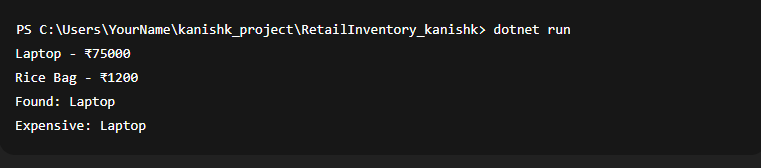 PS C:\Users\YourName\kanishk_project\RetailInventory_kanishk> dotnet run
Laptop - ₹75000
Rice Bag - ₹1200
Found: Laptop
Expensive: Laptop